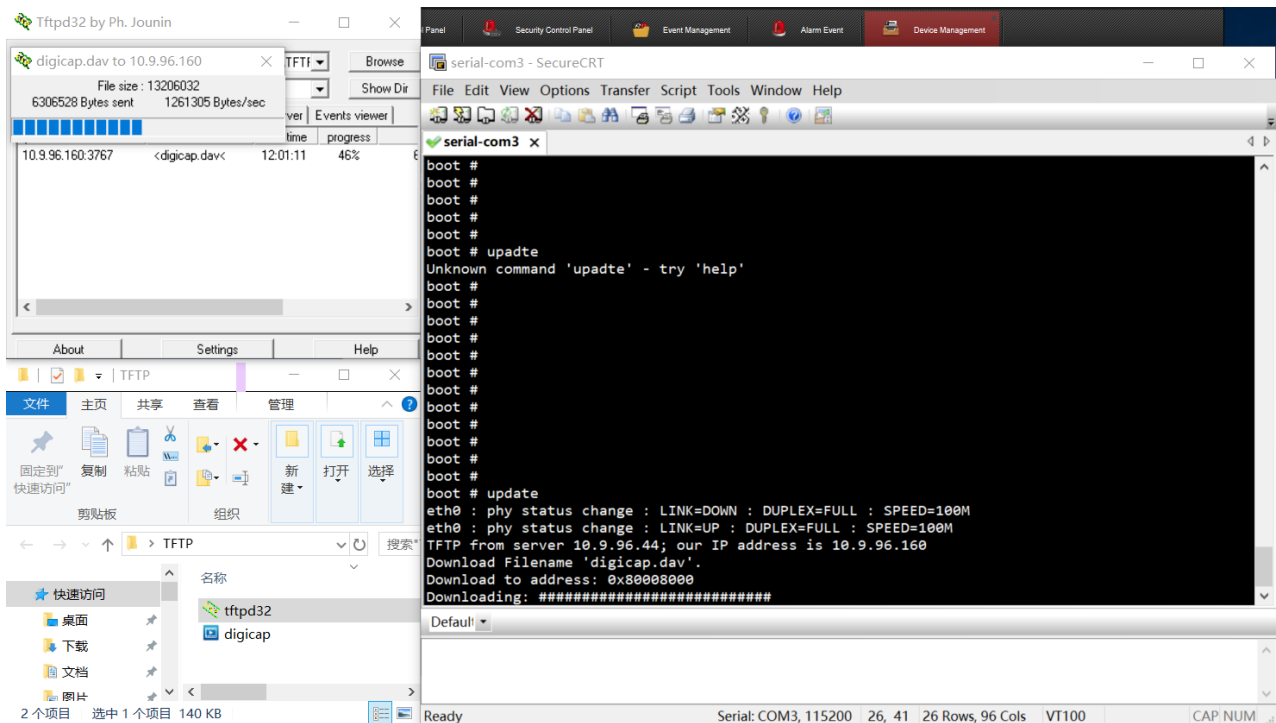 Tftpd32 by Ph. Jounin
digicap.dav to 10.9.96.160
File size : 13206032
6306528 Bytes sent 1261305 Bytes/sec
Browse
Show Dir
Events viewer
time progress
10.9.96.160:3767 <digicap.dav< 12:01:11 46%
About Settings Help
TFTP
文件 主页 共享 查看 管理
固定到"快速访问"
复制
粘贴
新建
打开
选择
剪贴板
组织
TFTP
搜索"
名称
快速访问
tftpd32
桌面
digicap
下载
文档
图片
2 个项目 选中 1 个项目 140 KB
Panel Security Control Panel Event Management Alarm Event Device Management
serial-com3 - SecureCRT
File Edit View Options Transfer Script Tools Window Help
serial-com3
boot #
boot #
boot #
boot #
boot #
boot # upadte
Unknown command 'upadte' - try 'help'
boot #
boot #
boot #
boot #
boot #
boot #
boot #
boot #
boot #
boot #
boot #
boot #
boot # update
eth0 : phy status change : LINK=DOWN : DUPLEX=FULL : SPEED=100M
eth0 : phy status change : LINK=UP : DUPLEX=FULL : SPEED=100M
TFTP from server 10.9.96.44; our IP address is 10.9.96.160
Download Filename 'digicap.dav'.
Download to address: 0x80008000
Downloading: ###########################
Default
Ready Serial: COM3, 115200 26, 41 26 Rows, 96 Cols VT100 CAP NUM